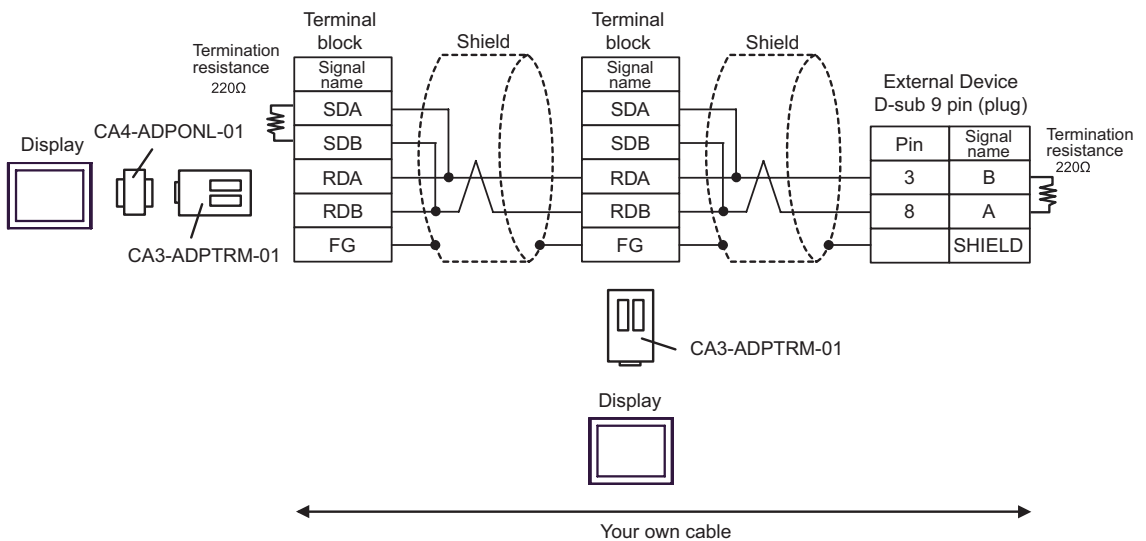 Display
CA4-ADPONL-01
CA3-ADPTRM-01
Termination
resistance
220Ω
Terminal
block
Signal
name
SDA
SDB
RDA
RDB
FG
Shield
Terminal
block
Signal
name
SDA
SDB
RDA
RDB
FG
Shield
External Device
D-sub 9 pin (plug)
Pin Signal name
3 B
8 A
SHIELD
Termination
resistance
220Ω
CA3-ADPTRM-01
Display
Your own cable